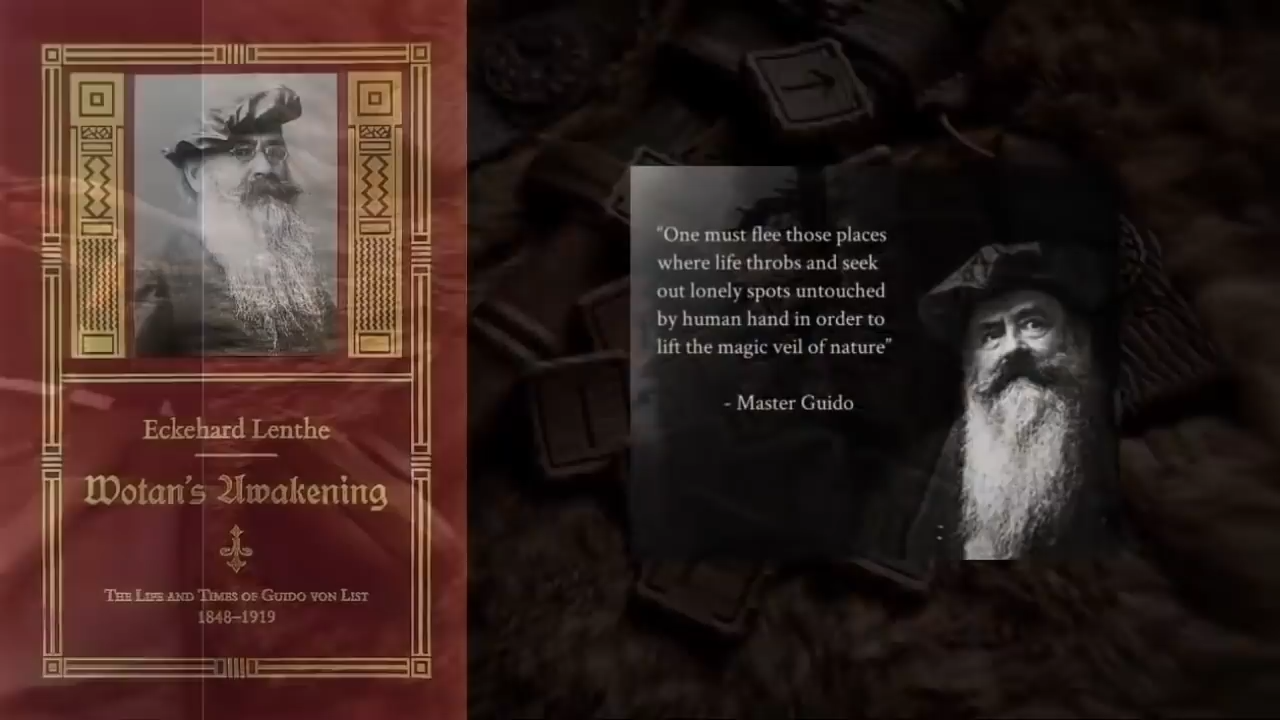 Eckehard Lenthe
Wotan's Awakening
The Life and Times of Guido von List
1848–1919
"One must flee those places
where life throbs and seek
out lonely spots untouched
by human hand in order to
lift the magic veil of nature"
- Master Guido